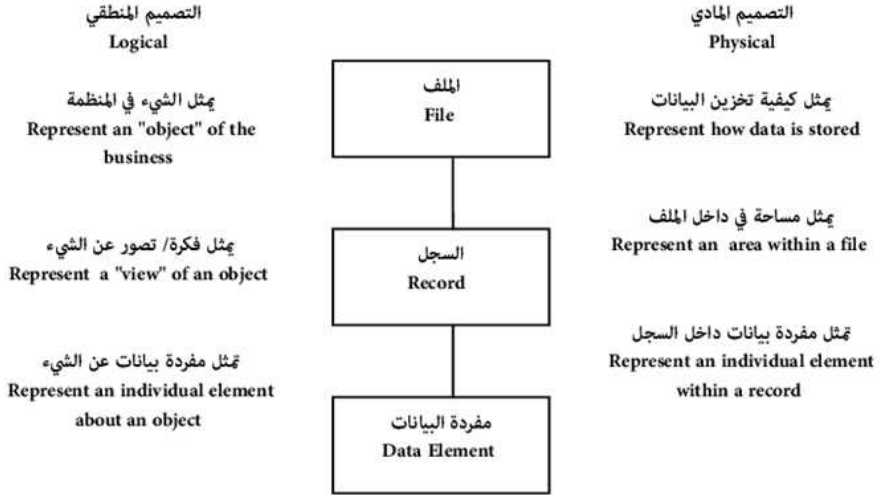 التصميم المنطقي
Logical
التصميم المادي
Physical
الملف
File
يمثل الشيء في المنظمة
Represent an "object" of the
business
يمثل كيفية تخزين البيانات
Represent how data is stored
السجل
Record
يمثل فكرة/ تصور عن الشيء
Represent a "view" of an object
يمثل مساحة في داخل الملف
Represent an area within a file
تمثل مفردة بيانات عن الشيء
Represent an individual element
about an object
تمثل مفردة بيانات داخل السجل
Represent an individual element
within a record
مفردة البيانات
Data Element